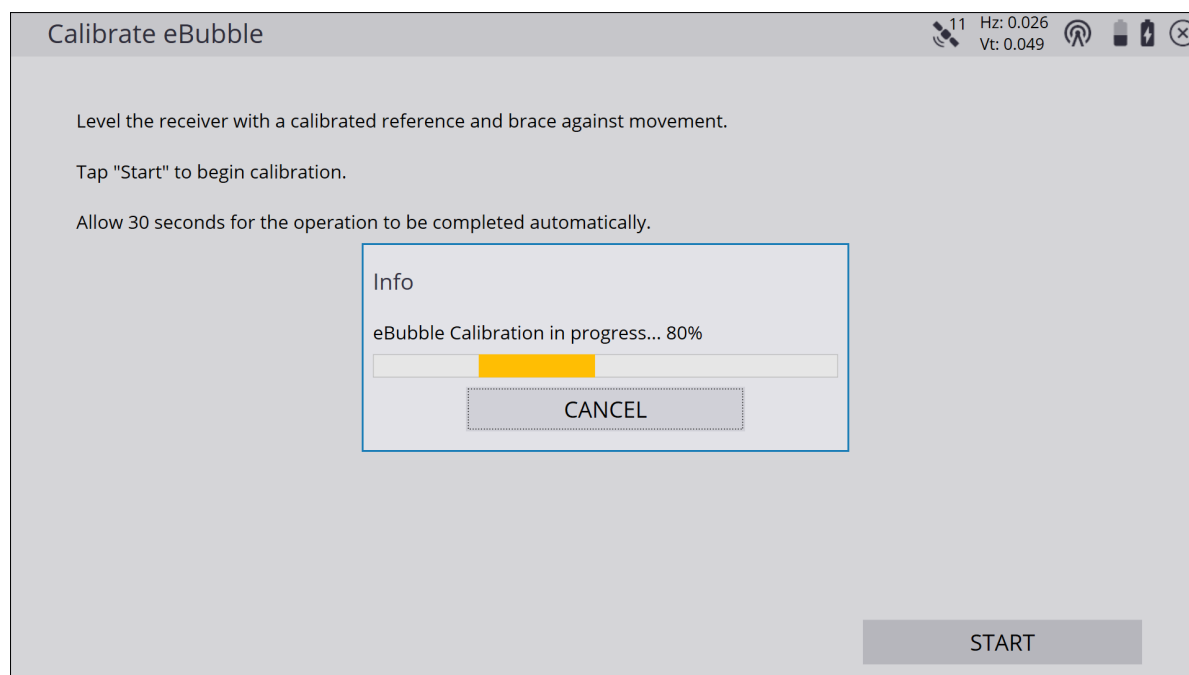 Calibrate eBubble
11
Hz: 0.026
Vt: 0.049
Level the receiver with a calibrated reference and brace against movement.
Tap "Start" to begin calibration.
Allow 30 seconds for the operation to be completed automatically.
Info
eBubble Calibration in progress... 80%
CANCEL
START